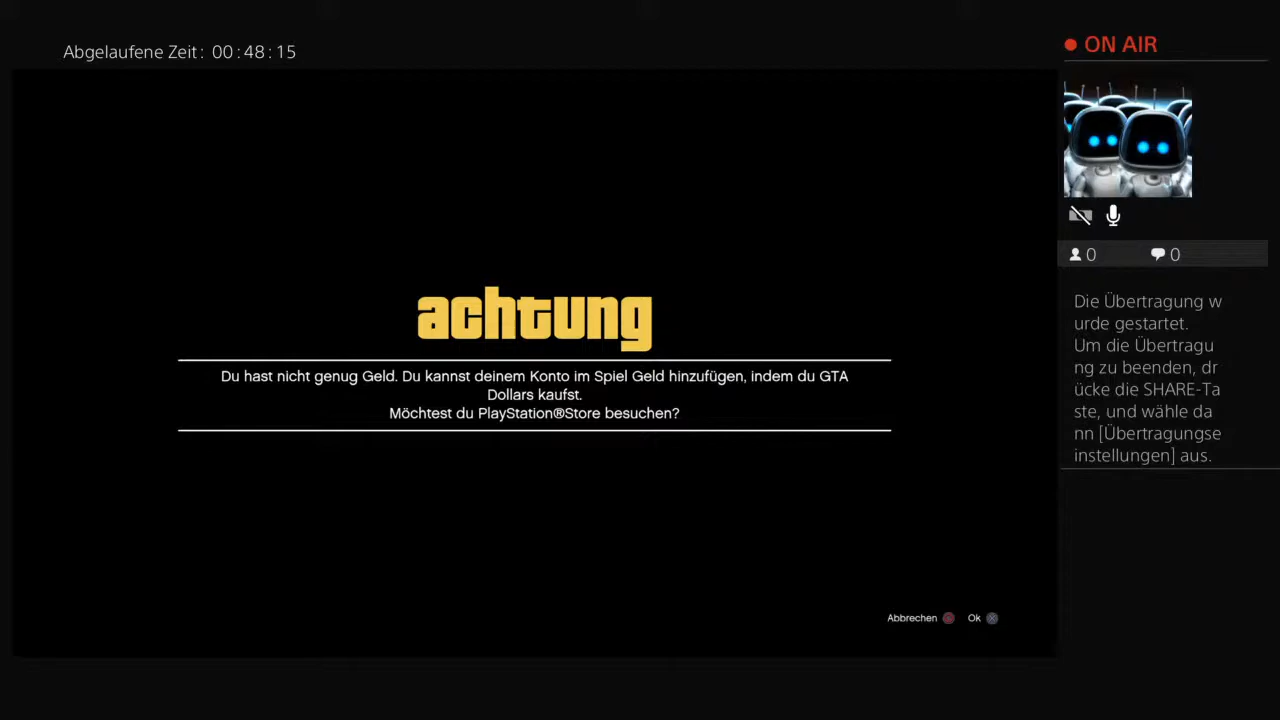 Abgelaufene Zeit: 00:48:15
ON AIR
0 0
achtung
Du hast nicht genug Geld. Du kannst deinem Konto im Spiel Geld hinzufügen, indem du GTA
Dollars kaufst.
Möchtest du PlayStation®Store besuchen?
Die Übertragung w
urde gestartet.
Um die Übertragu
ng zu beenden, dr
ücke die SHARE-Ta
ste, und wähle da
nn [Übertragungse
instellungen] aus.
Abbrechen Ok